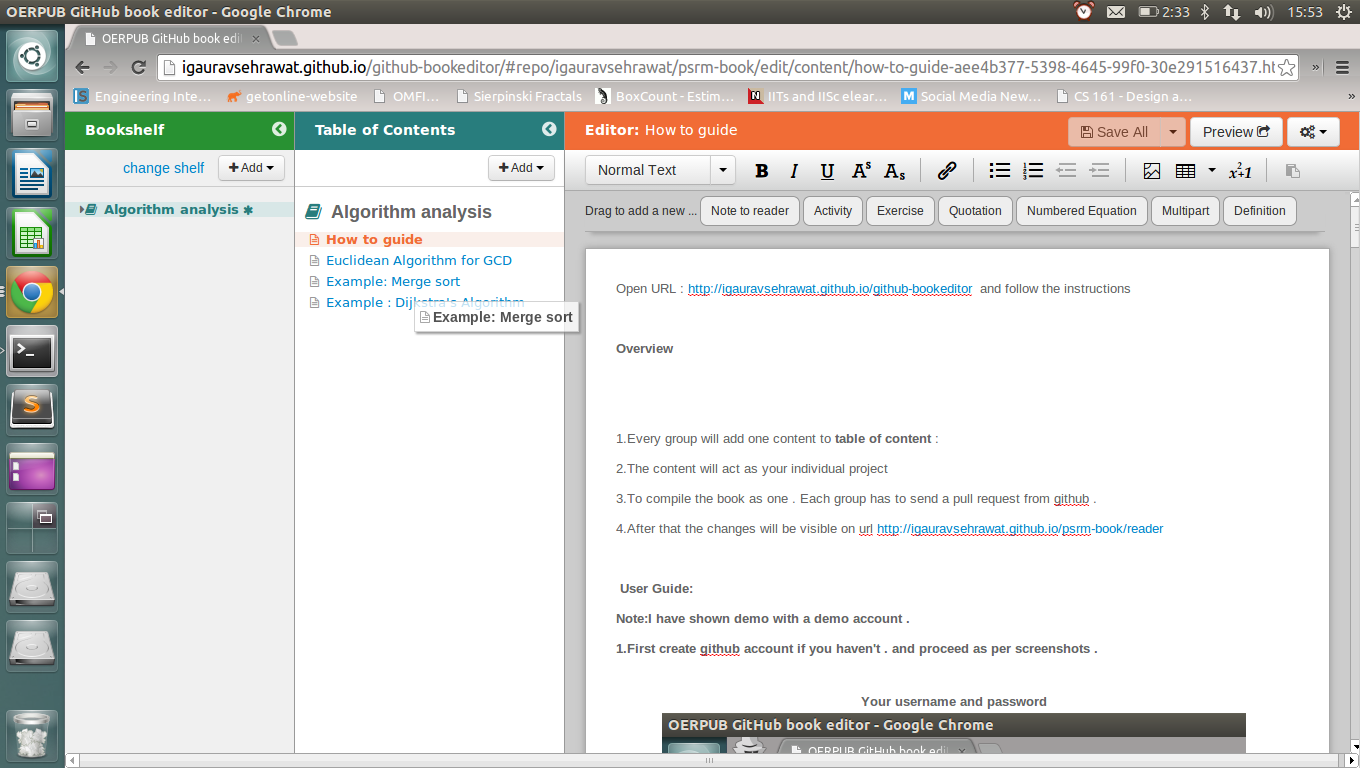 OERPUB GitHub book editor - Google Chrome
2:33
15:53
OERPUB GitHub book edi
igauravsehrawat.github.io/github-bookeditor/#repo/igauravsehrawat/psrm-book/edit/content/how-to-guide-aee4b377-5398-4645-99f0-30e291516437.ht
Engineering Inte...
getonline-website
OMFI...
Sierpinski Fractals
BoxCount - Estim...
IITs and IISc elear...
Social Media New...
CS 161 - Design a...
»
Bookshelf
change shelf
Add
Algorithm analysis ✱
Table of Contents
Add
Algorithm analysis
How to guide
Euclidean Algorithm for GCD
Example: Merge sort
Example : Dijkstra's Algorithm
Example: Merge sort
Editor: How to guide
Save All
Preview
Normal Text
B I U A^S A_s
x²+1
Drag to add a new ...
Note to reader
Activity
Exercise
Quotation
Numbered Equation
Multipart
Definition
Open URL : http://igauravsehrawat.github.io/github-bookeditor and follow the instructions
Overview
1.Every group will add one content to table of content :
2.The content will act as your individual project
3.To compile the book as one . Each group has to send a pull request from github .
4.After that the changes will be visible on url http://igauravsehrawat.github.io/psrm-book/reader
User Guide:
Note:I have shown demo with a demo account .
1.First create github account if you haven't . and proceed as per screenshots .
Your username and password
OERPUB GitHub book editor - Google Chrome
OERPUB GitHub book edi